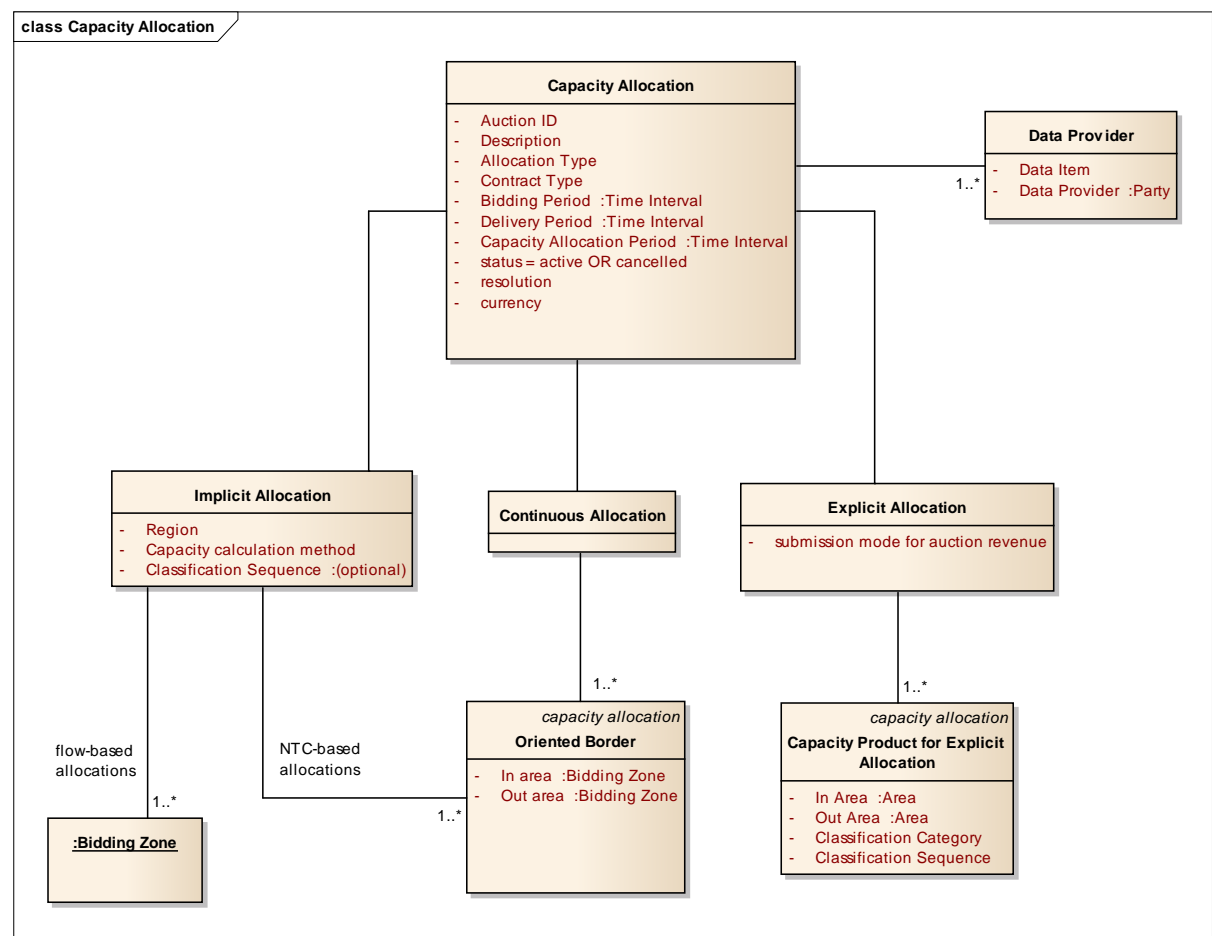 class Capacity Allocation
Capacity Allocation
- Auction ID
- Description
- Allocation Type
- Contract Type
- Bidding Period :Time Interval
- Delivery Period :Time Interval
- Capacity Allocation Period :Time Interval
- status = active OR cancelled
- resolution
- currency
Data Provider
- Data Item
- Data Provider :Party
1..*
Implicit Allocation
- Region
- Capacity calculation method
- Classification Sequence :(optional)
Continuous Allocation
Explicit Allocation
- submission mode for auction revenue
flow-based
allocations
1..*
NTC-based
allocations
1..*
1..*
1..*
:Bidding Zone
capacity allocation
Oriented Border
- In area :Bidding Zone
- Out area :Bidding Zone
capacity allocation
Capacity Product for Explicit
Allocation
- In Area :Area
- Out Area :Area
- Classification Category
- Classification Sequence